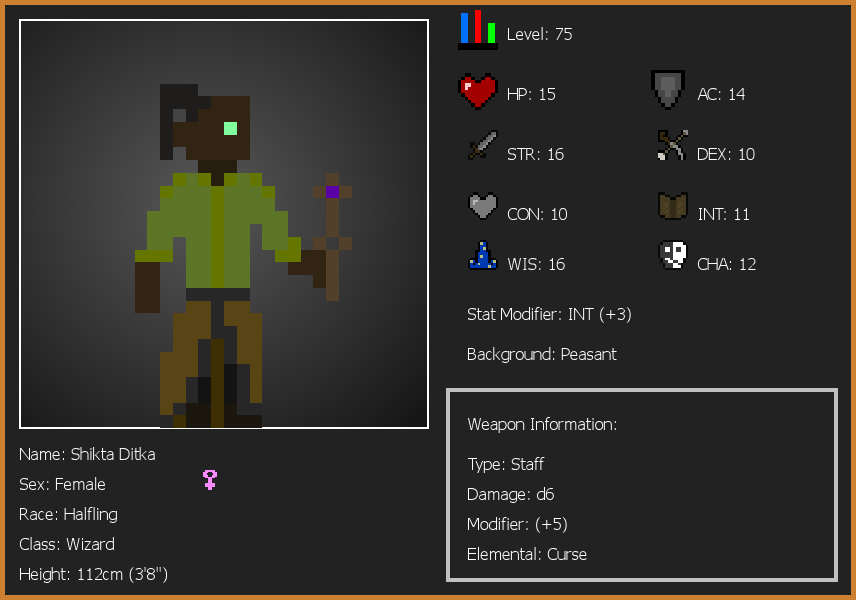 Level: 75
HP: 15
AC: 14
STR: 16
DEX: 10
CON: 10
INT: 11
WIS: 16
CHA: 12
Stat Modifier: INT (+3)
Background: Peasant
Weapon Information:
Type: Staff
Damage: d6
Modifier: (+5)
Elemental: Curse
Name: Shikta Ditka
Sex: Female
Race: Halfling
Class: Wizard
Height: 112cm (3'8")